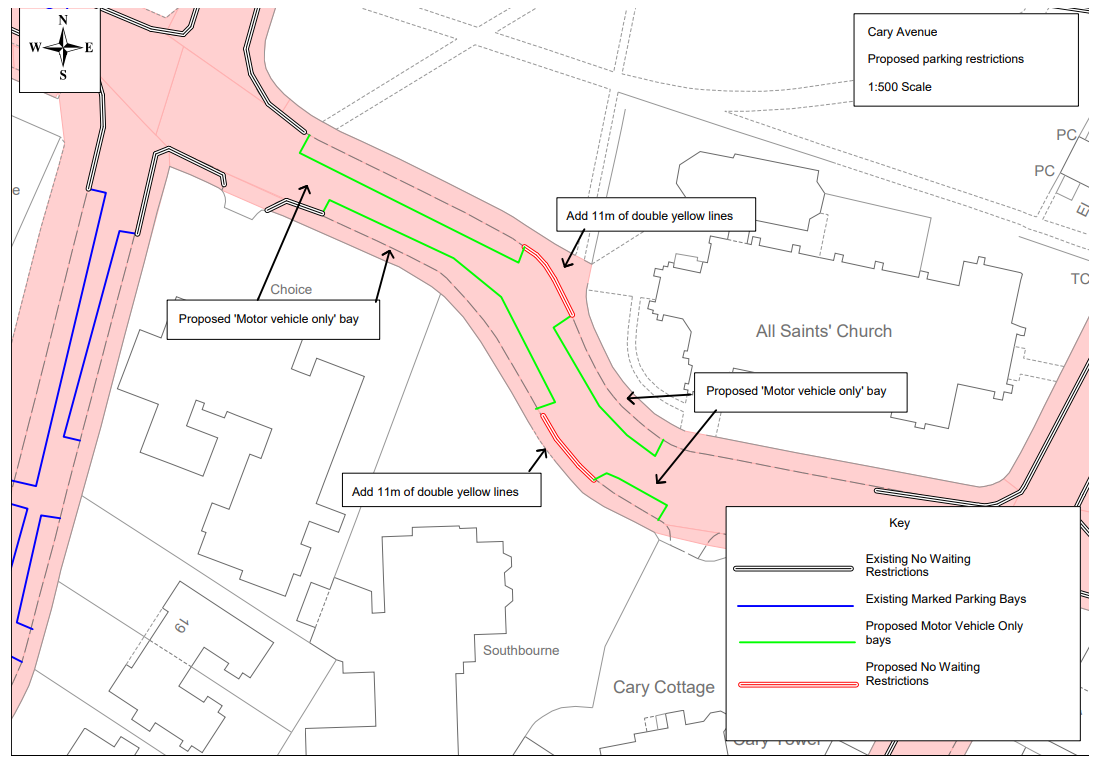 N
W E
S
Cary Avenue
Proposed parking restrictions
1:500 Scale
PC
PC
e
El
Add 11m of double yellow lines
TC
Choice
Proposed 'Motor vehicle only' bay
All Saints' Church
Proposed 'Motor vehicle only' bay
Add 11m of double yellow lines
Key
Existing No Waiting
Restrictions
Existing Marked Parking Bays
Proposed Motor Vehicle Only
bays
Proposed No Waiting
Restrictions
19
Southbourne
Cary Cottage
Cary Tower